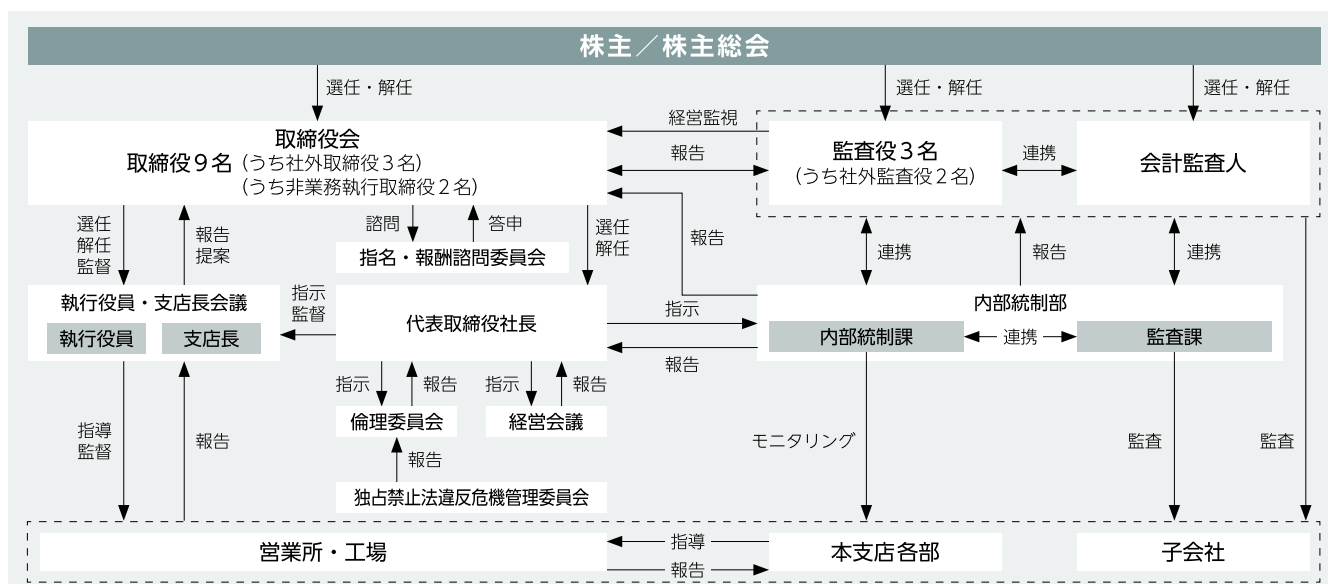 株主／株主総会
選任・解任
選任・解任
選任・解任
取締役会
取締役９名（うち社外取締役３名）
（うち非業務執行取締役２名）
経営監視
報告
監査役３名
（うち社外監査役２名）
連携
会計監査人
選任
解任
監督
報告
提案
諮問
答申
選任
解任
報告
連携
報告
連携
指名・報酬諮問委員会
執行役員・支店長会議
執行役員
支店長
指示
監督
代表取締役社長
指示
報告
内部統制部
内部統制課
連携
監査課
指示
報告
指示
報告
倫理委員会
経営会議
指導
監督
報告
報告
モニタリング
監査
監査
独占禁止法違反危機管理委員会
営業所・工場
指導
報告
本支店各部
子会社